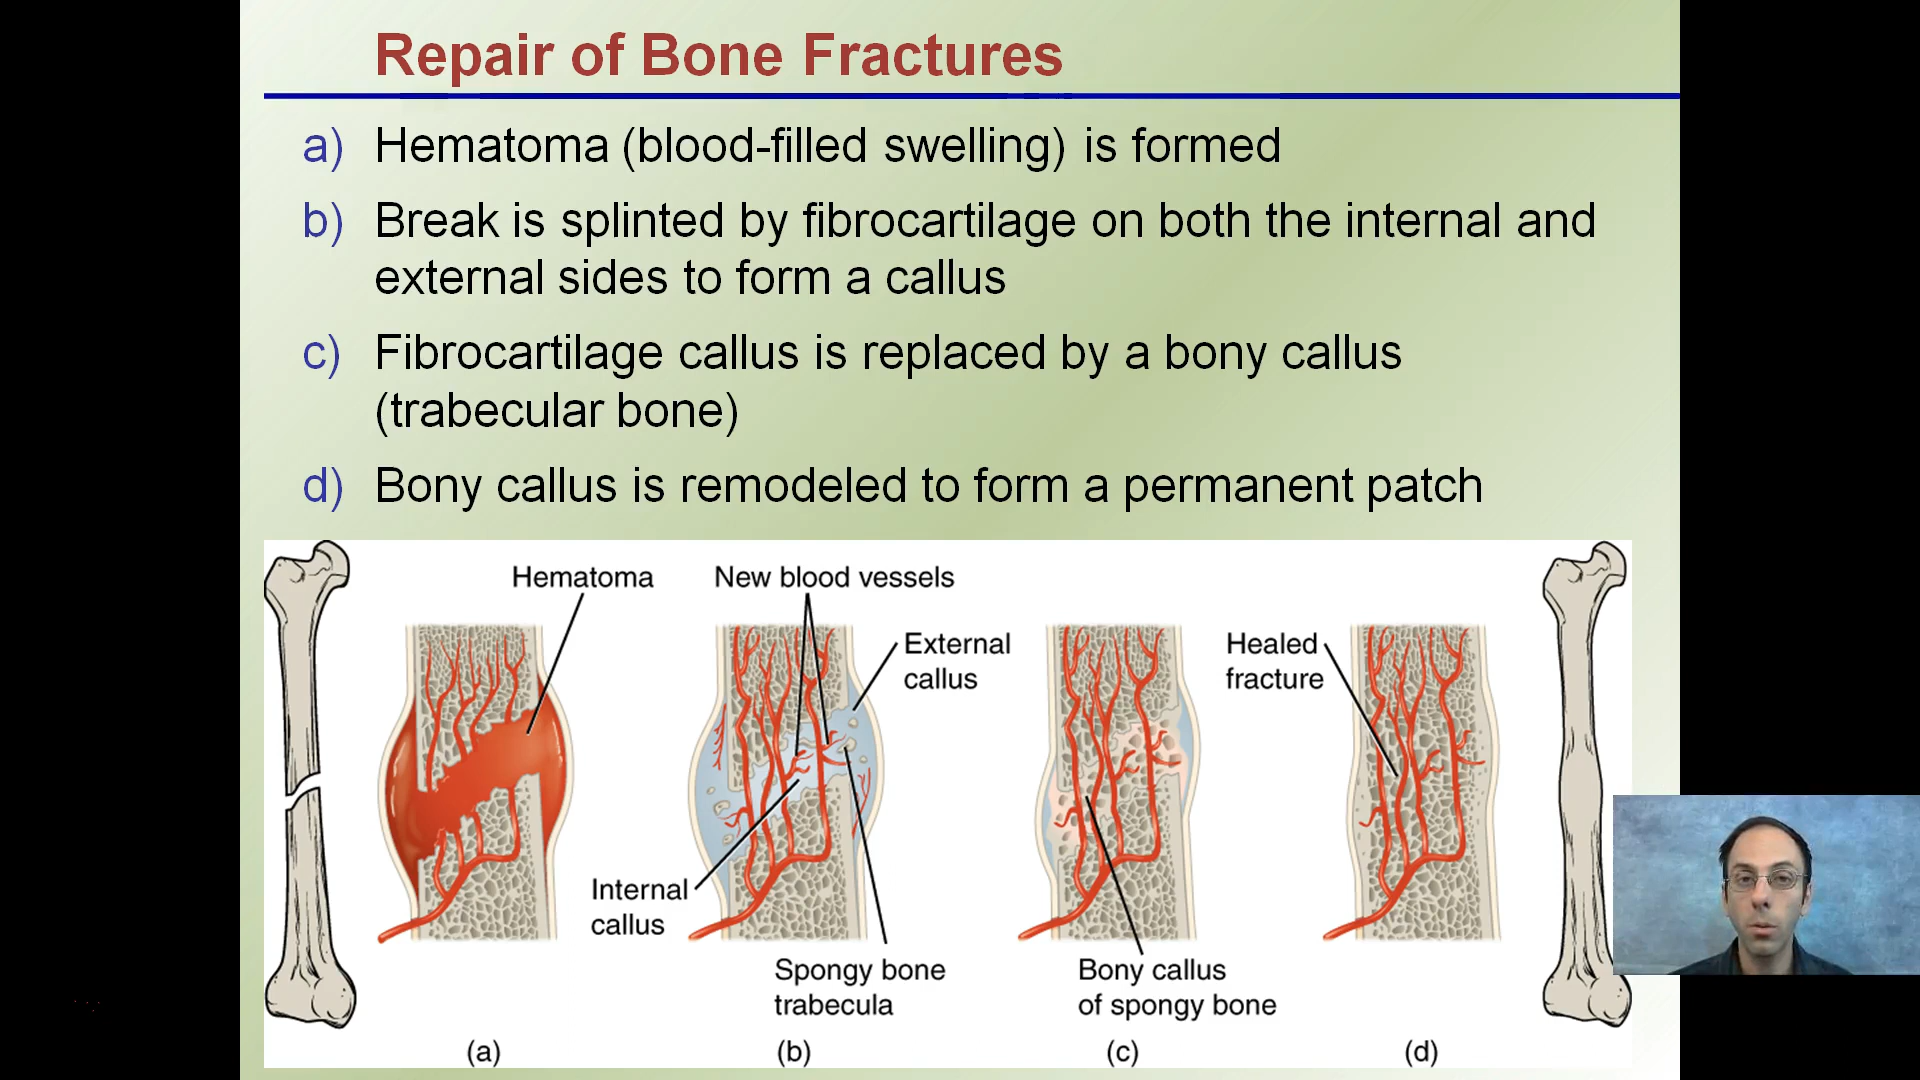 Repair of Bone Fractures
a) Hematoma (blood-filled swelling) is formed
b) Break is splinted by fibrocartilage on both the internal and
external sides to form a callus
c) Fibrocartilage callus is replaced by a bony callus
(trabecular bone)
d) Bony callus is remodeled to form a permanent patch
Hematoma
New blood vessels
External
callus
Healed
fracture
Internal
callus
Spongy bone
trabecula
Bony callus
of spongy bone
(a)
(b)
(c)
(d)